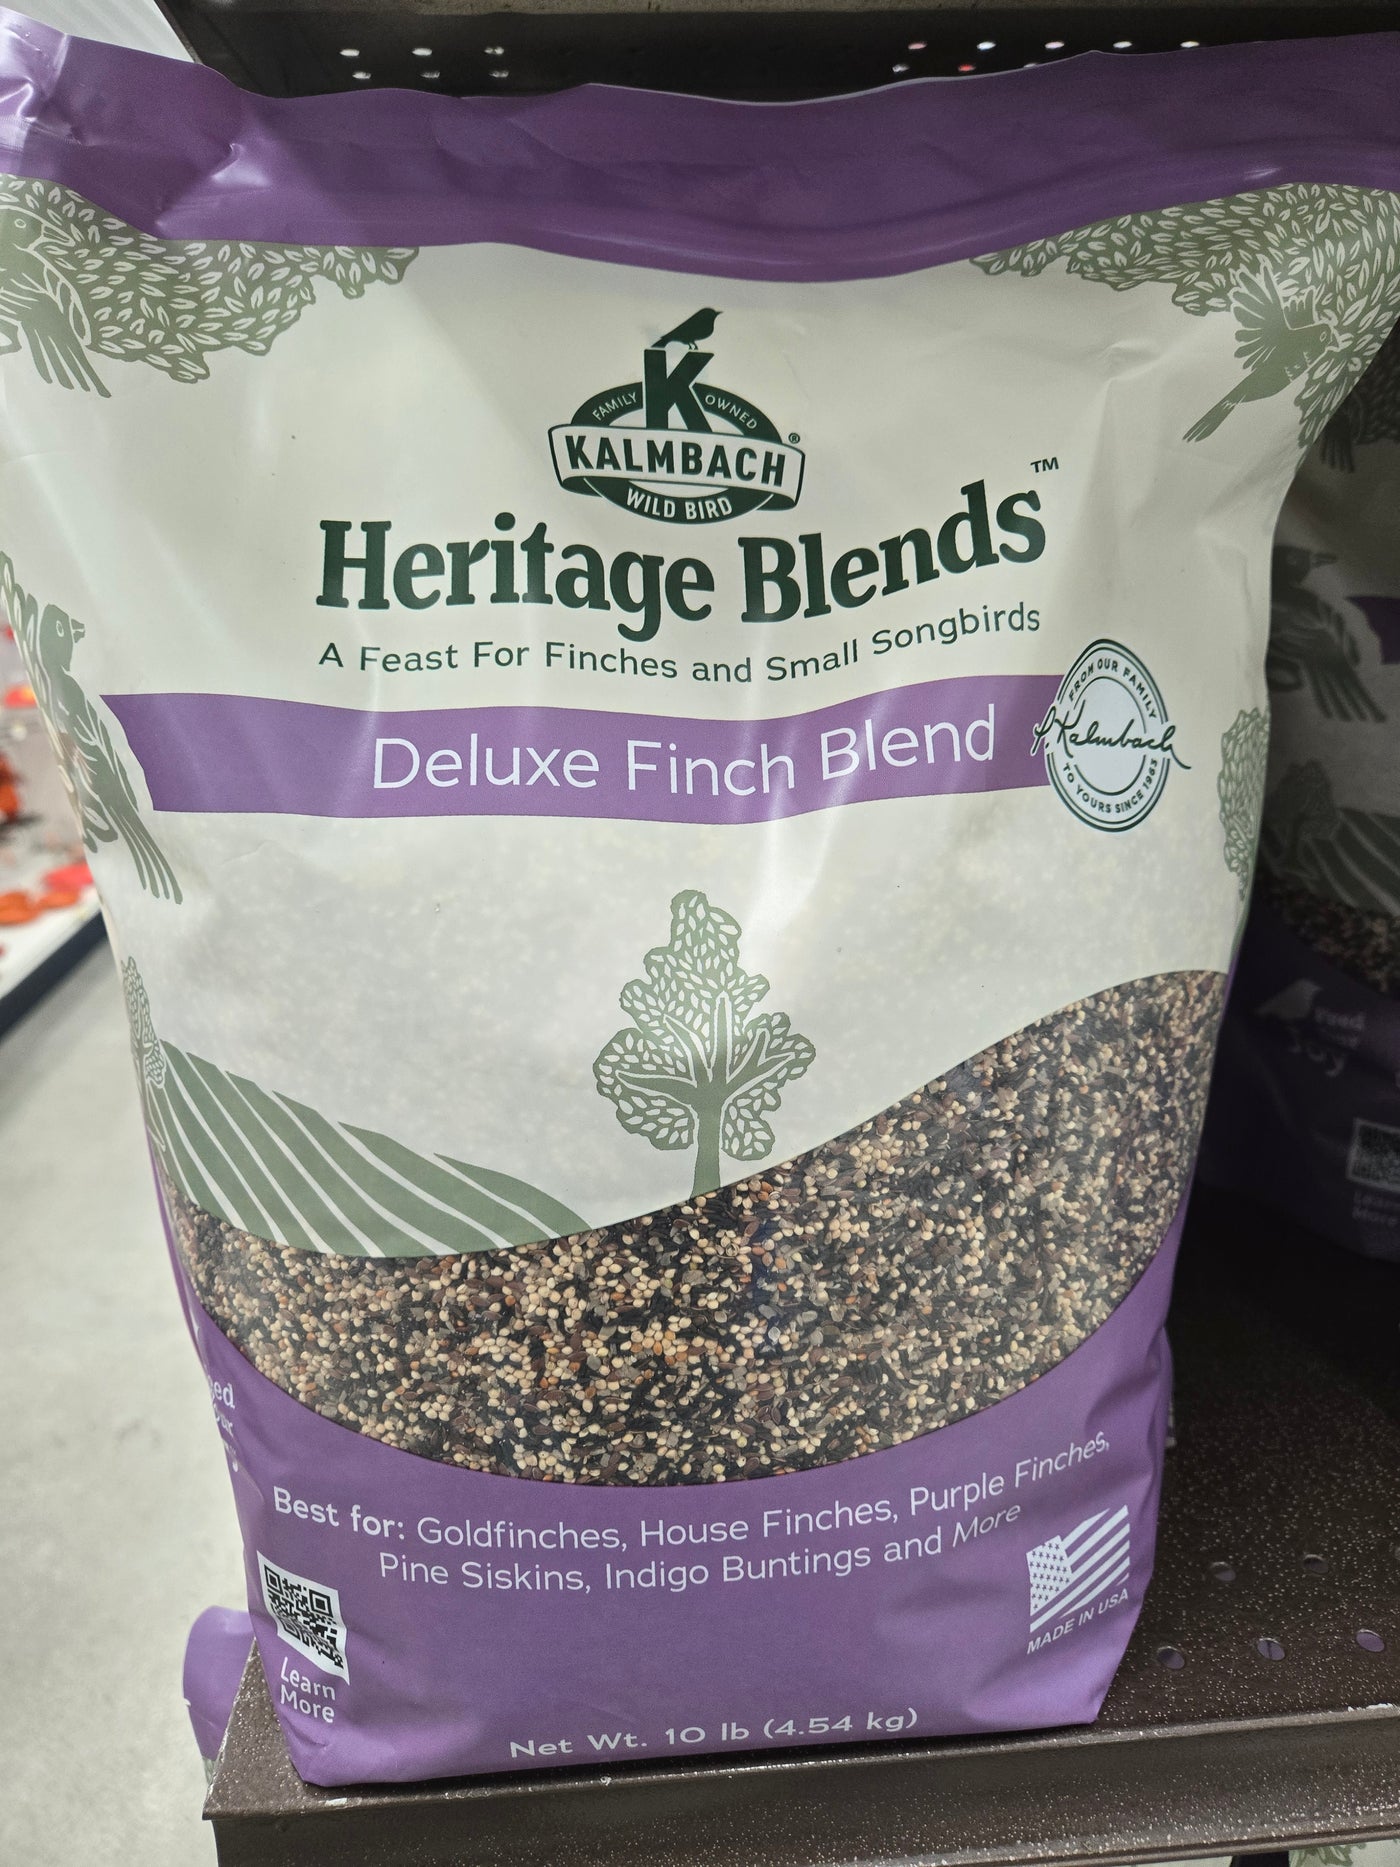 K
FAMILY OWNED
KALMBACH®
WILD BIRD
Heritage Blends™
A Feast For Finches and Small Songbirds
Deluxe Finch Blend
FROM OUR FAMILY
P. Kalmbach
TO YOURS SINCE 1963
Best for: Goldfinches, House Finches, Purple Finches,
Pine Siskins, Indigo Buntings and More
Learn
More
MADE IN USA
Net Wt. 10 lb (4.54 kg)